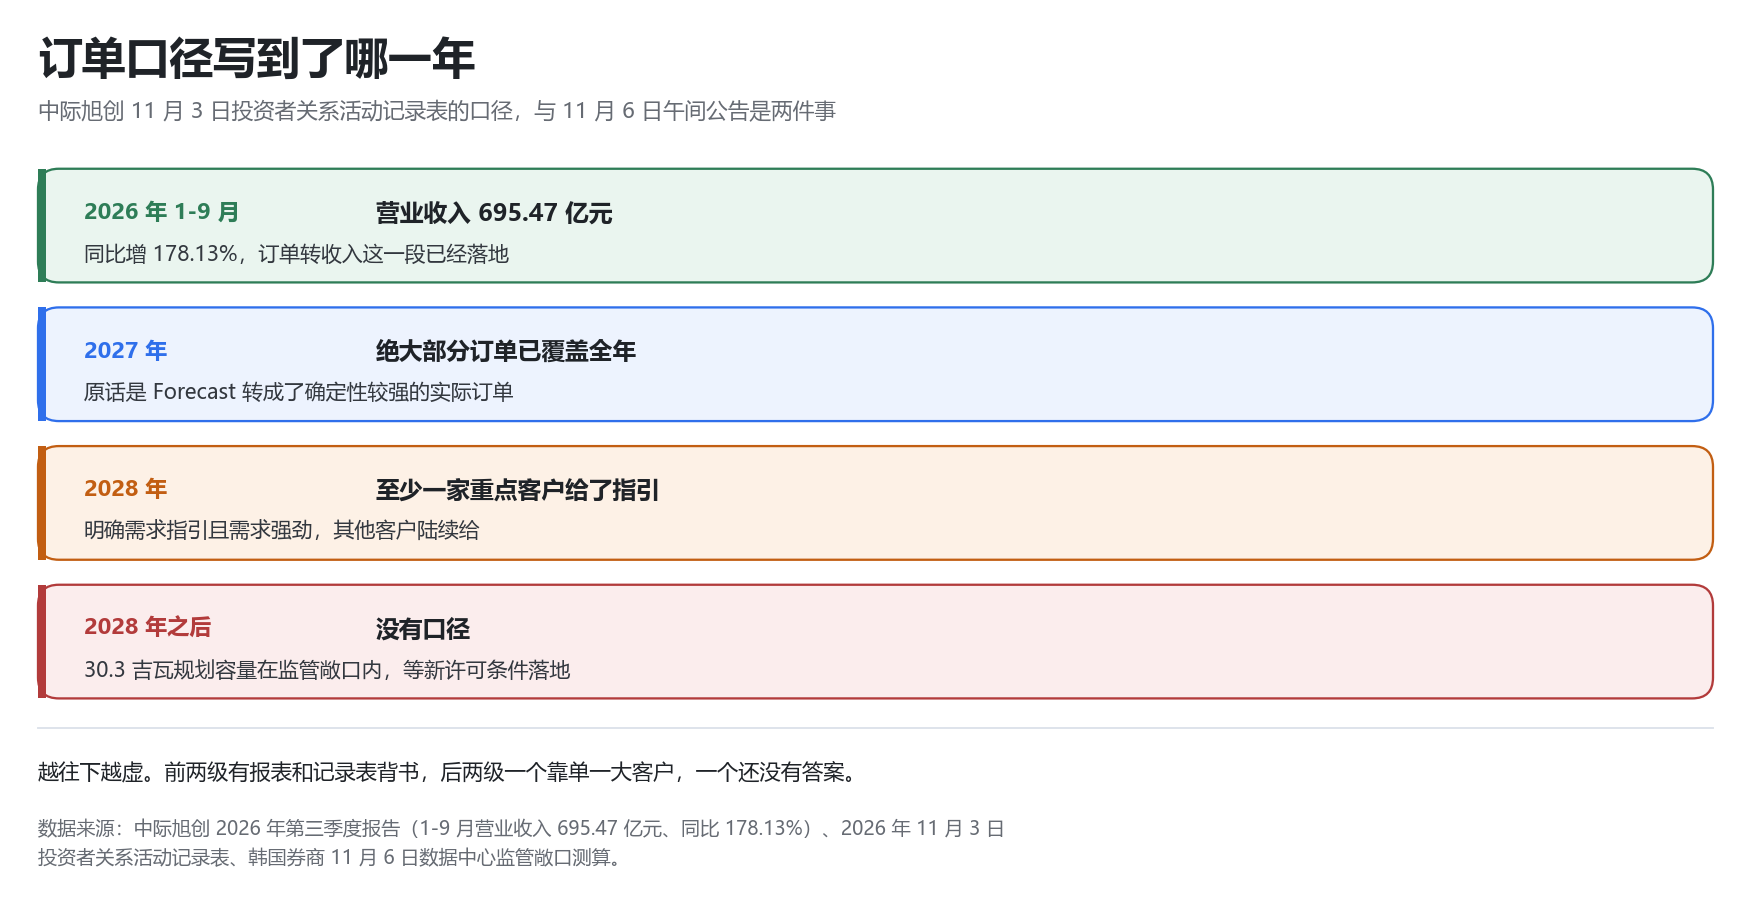 订单口径写到了哪一年
中际旭创 11 月 3 日投资者关系活动记录表的口径，与 11 月 6 日午间公告是两件事
2026 年 1-9 月
营业收入 695.47 亿元
同比增 178.13%，订单转收入这一段已经落地
2027 年
绝大部分订单已覆盖全年
原话是 Forecast 转成了确定性较强的实际订单
2028 年
至少一家重点客户给了指引
明确需求指引且需求强劲，其他客户陆续给
2028 年之后
没有口径
30.3 吉瓦规划容量在监管敞口内，等新许可条件落地
越往下越虚。前两级有报表和记录表背书，后两级一个靠单一大客户，一个还没有答案。
数据来源：中际旭创 2026 年第三季度报告（1-9 月营业收入 695.47 亿元、同比 178.13%）、2026 年 11 月 3 日
投资者关系活动记录表、韩国券商 11 月 6 日数据中心监管敞口测算。